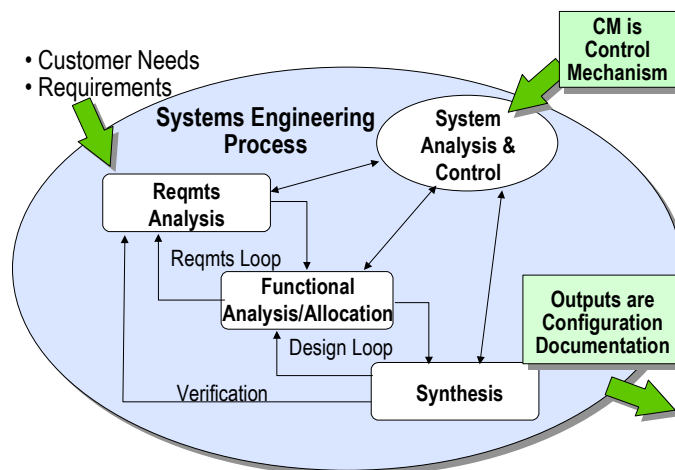 • Customer Needs
• Requirements
CM is
Control
Mechanism
Systems Engineering
Process
System
Analysis &
Control
Reqmts
Analysis
Reqmts Loop
Functional
Analysis/Allocation
Design Loop
Verification
Synthesis
Outputs are
Configuration
Documentation